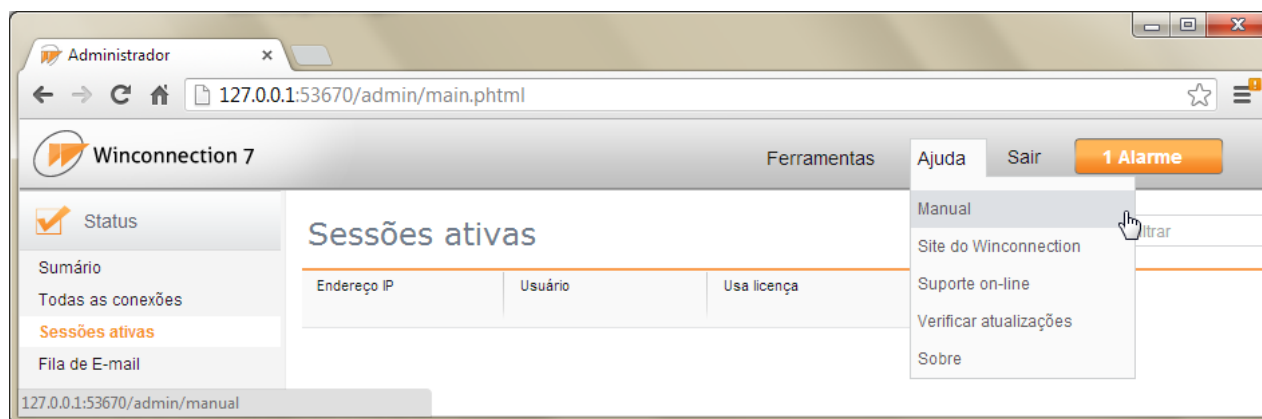 Administrador
127.0.0.1:53670/admin/main.phtml
Winconnection 7
Ferramentas
Ajuda
Sair
1 Alarme
Status
Sumário
Todas as conexões
Sessões ativas
Fila de E-mail
Sessões ativas
Endereço IP
Usuário
Usa licença
Manual
Site do Winconnection
Suporte on-line
Verificar atualizações
Sobre
127.0.0.1:53670/admin/manual